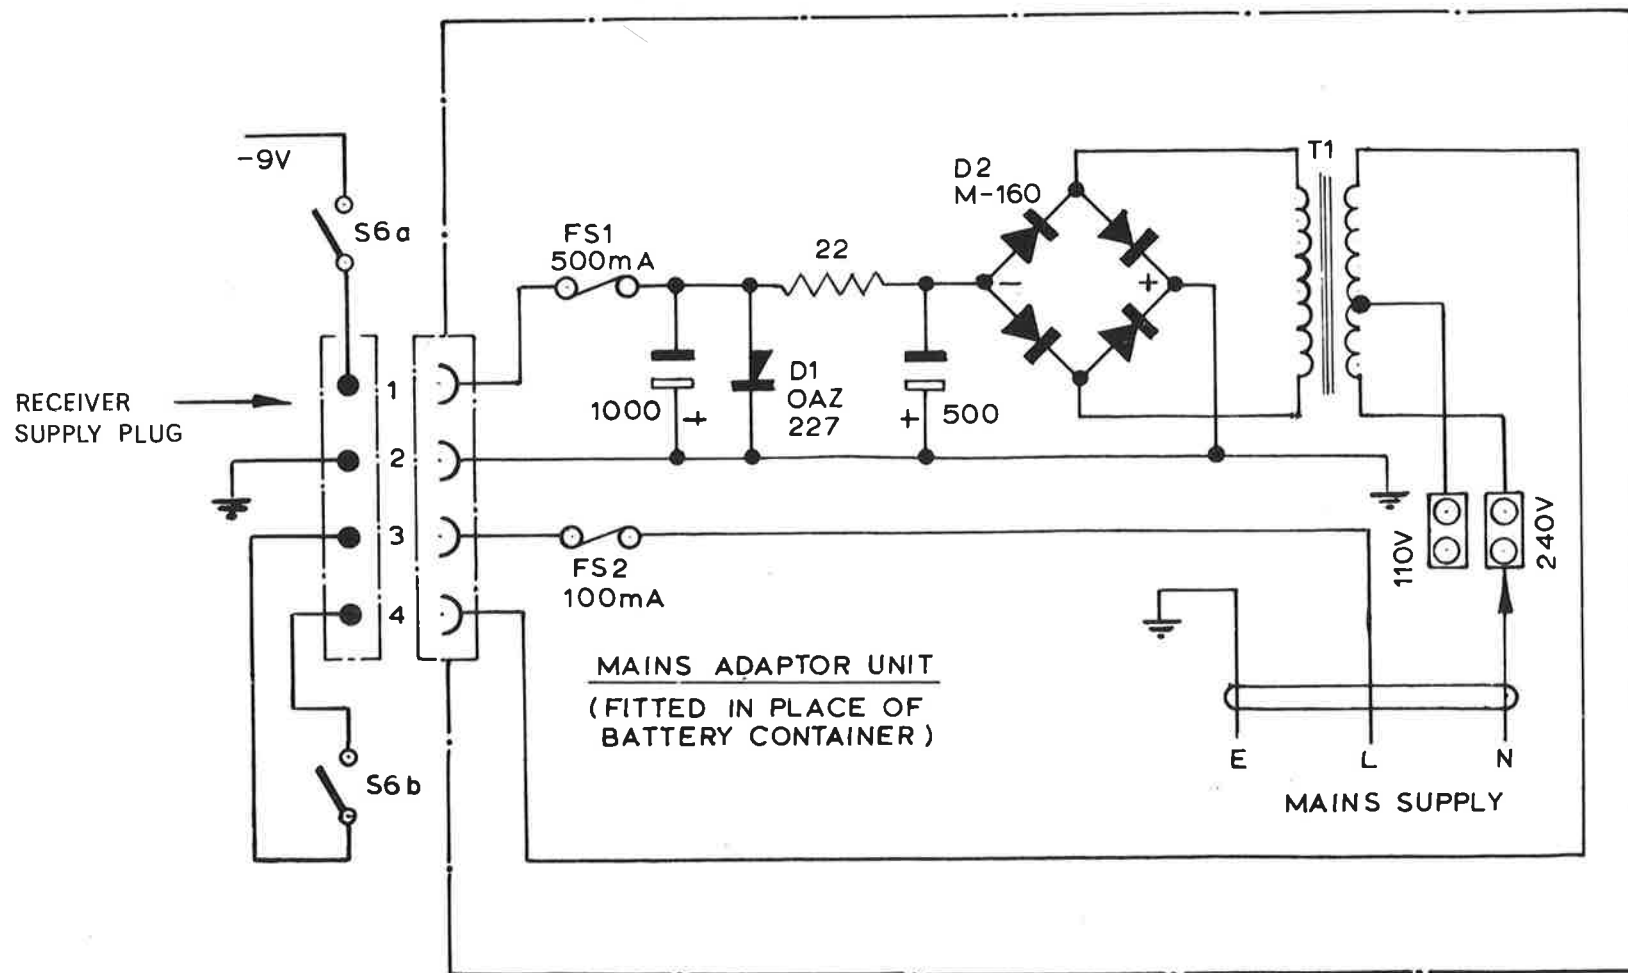 -9V
S6a
RECEIVER
SUPPLY PLUG
1
2
3
4
S6b
FS1
500mA
22
D2
M-160
T1
-
+
1000
+
D1
OAZ
227
+
500
FS2
100mA
110V
240V
MAINS ADAPTOR UNIT
(FITTED IN PLACE OF
BATTERY CONTAINER)
E
L
N
MAINS SUPPLY